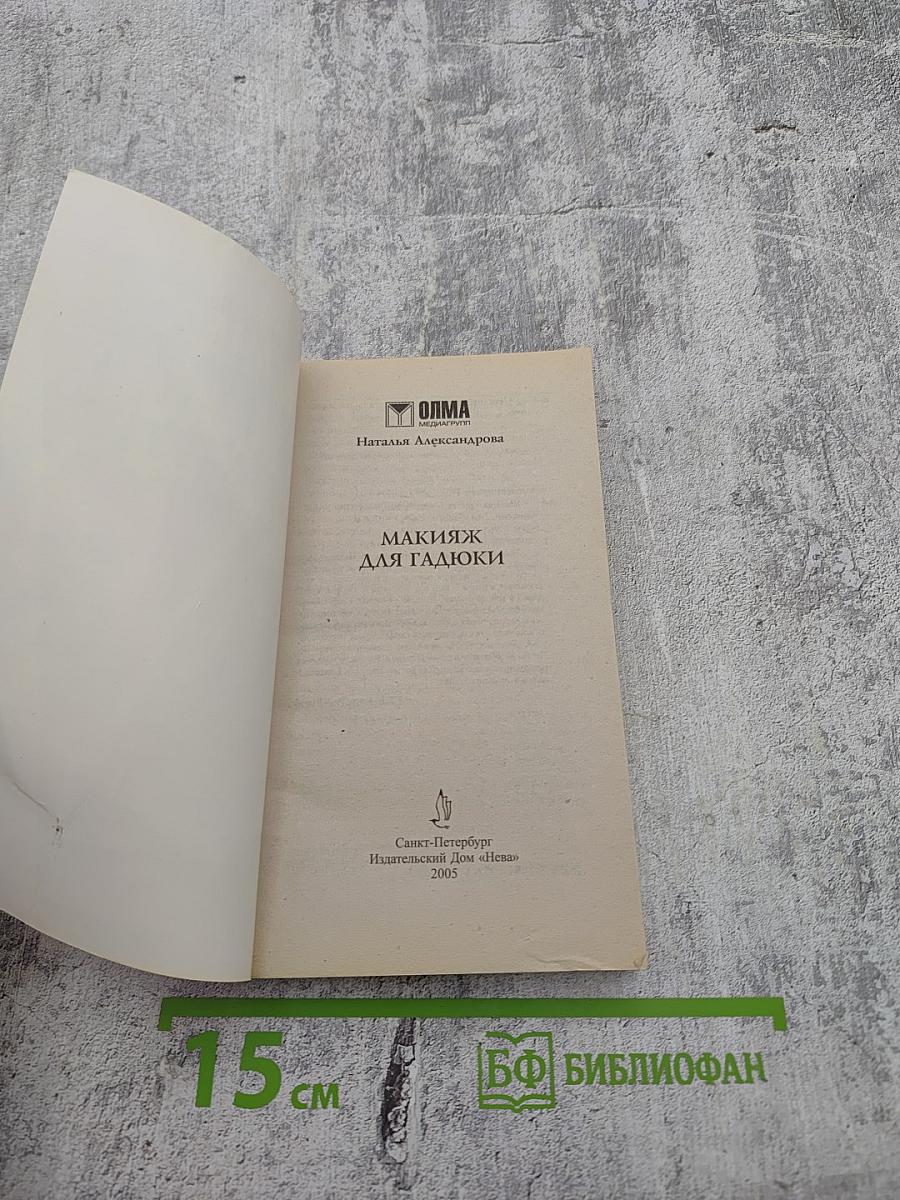 ОЛМА
МЕДИАГРУПП
Наталья Александрова
МАКИЯЖ
ДЛЯ ГАДЮКИ
Санкт-Петербург
Издательский Дом «Нева»
2005
15 см
БФ БИБЛИОФАН